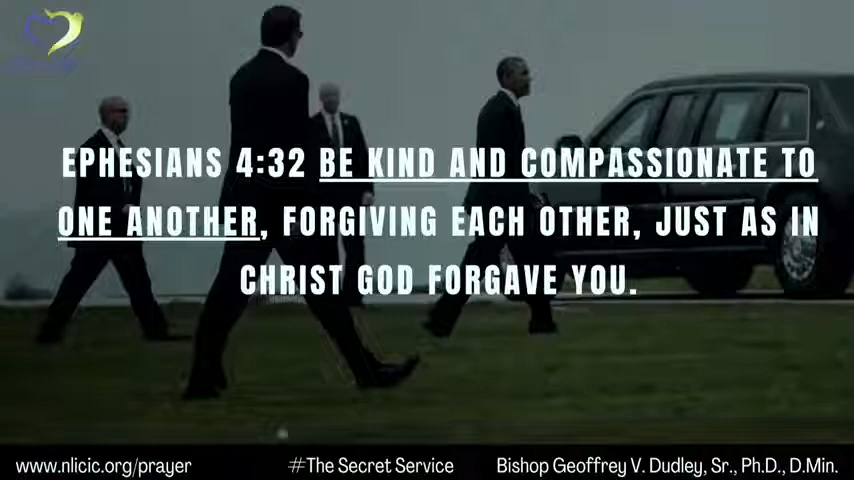 EPHESIANS 4:32 BE KIND AND COMPASSIONATE TO
ONE ANOTHER, FORGIVING EACH OTHER, JUST AS IN
CHRIST GOD FORGAVE YOU.
www.nlicic.org/prayer #The Secret Service Bishop Geoffrey V. Dudley, Sr., Ph.D., D.Min.